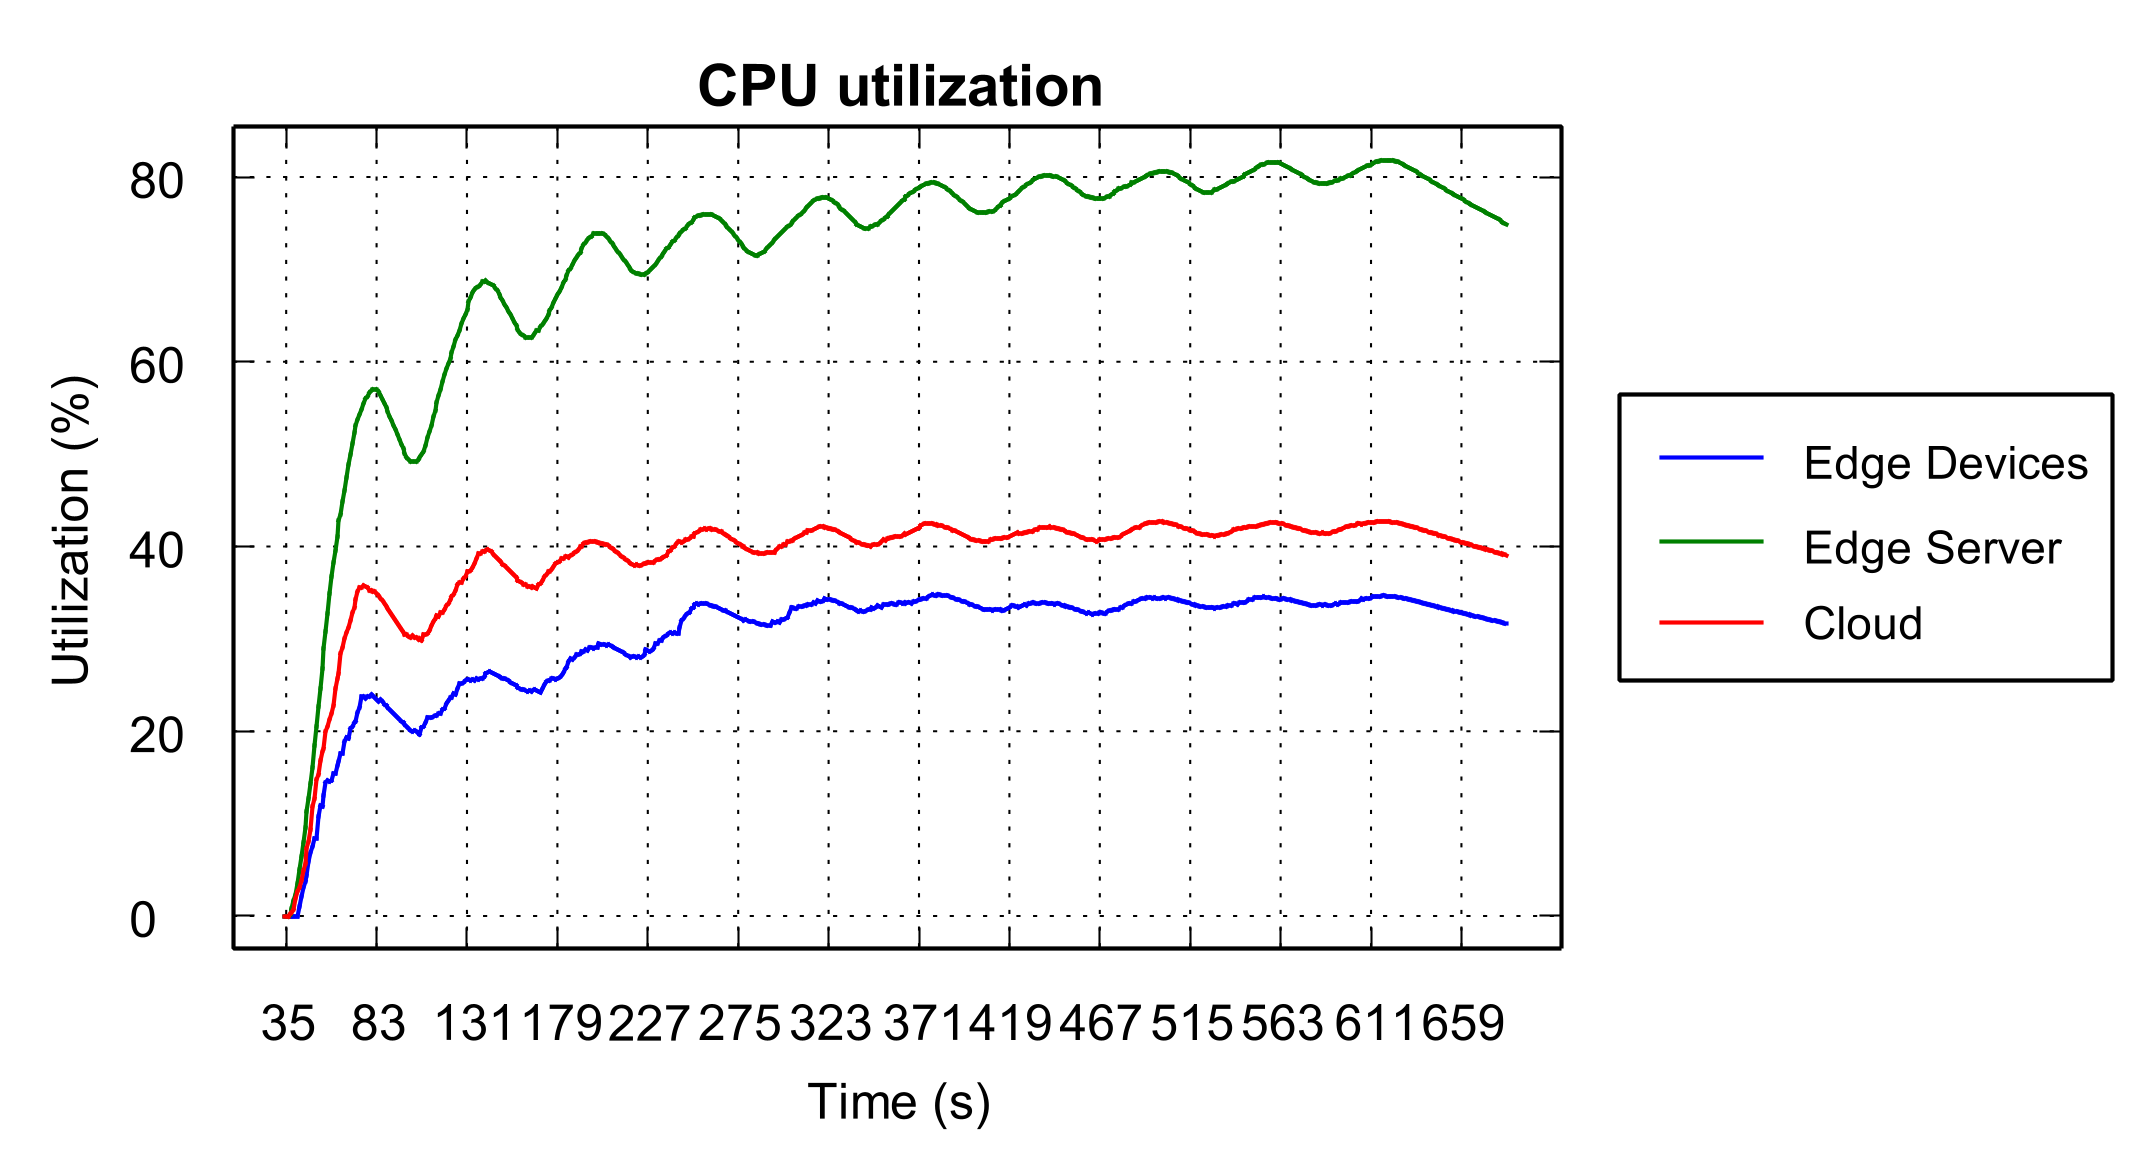 CPU utilization
80
60
40
20
0
Utilization (%)
35 83 131 179 227 275 323 371 419 467 515 563 611 659
Time (s)
Edge Devices
Edge Server
Cloud